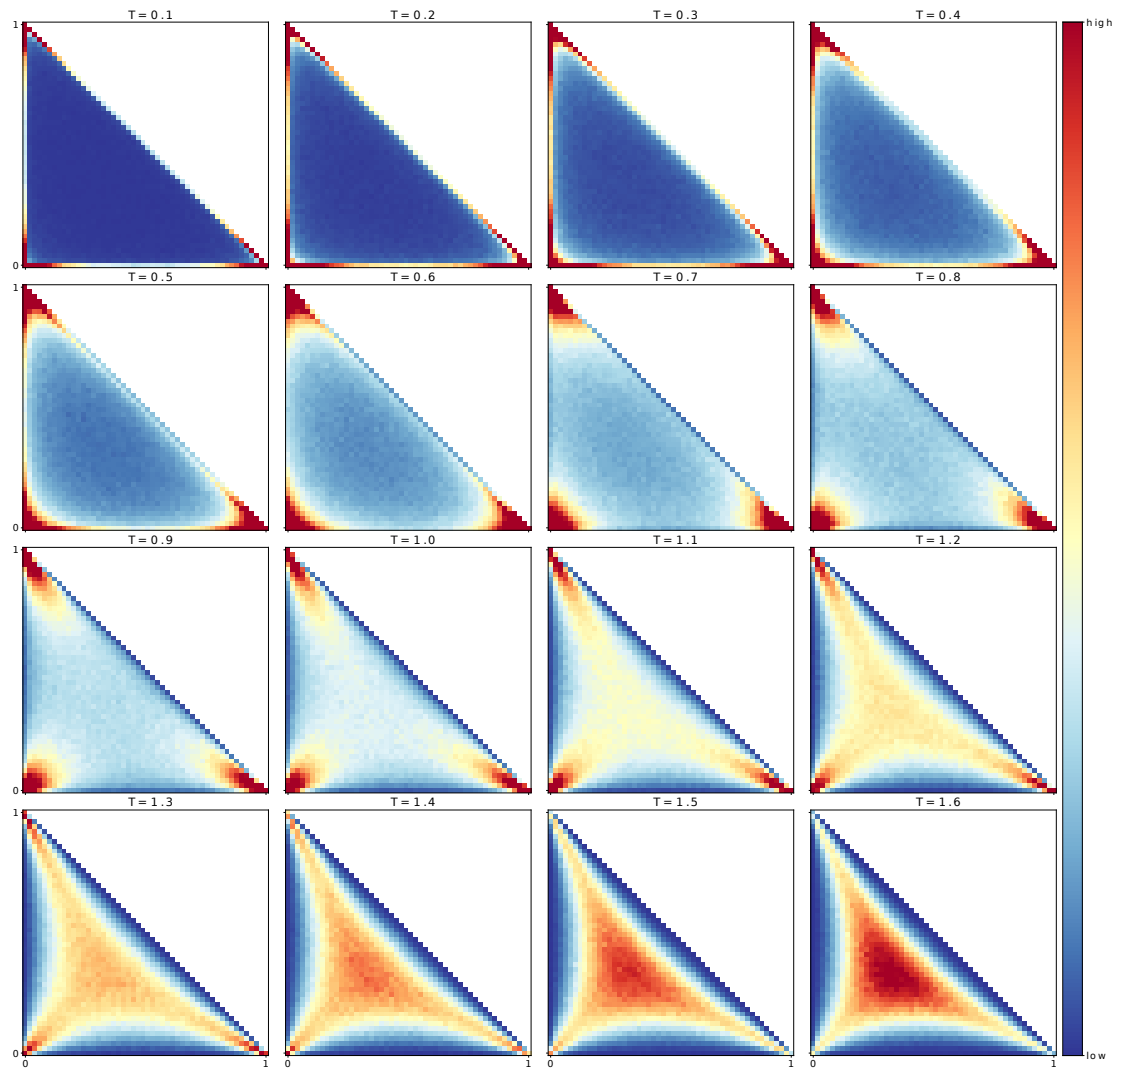 T = 0.1 T = 0.2 T = 0.3 T = 0.4
1 high
0
T = 0.5 T = 0.6 T = 0.7 T = 0.8
1
0
T = 0.9 T = 1.0 T = 1.1 T = 1.2
1
0
T = 1.3 T = 1.4 T = 1.5 T = 1.6
1
0 low
0 1 0 1 0 1 0 1